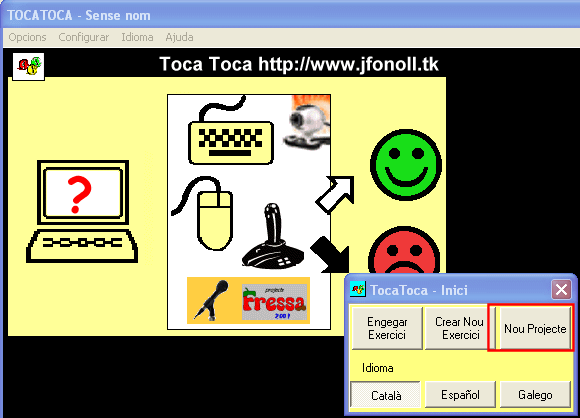 TOCATOCA - Sense nom
Opcions Configurar Idioma Ajuda
Toca Toca http://www.jfonoll.tk
?
projecte
Fressa
TocaToca - Inici
Engegar
Exercici
Crear Nou
Exercici
Nou Projecte
Idioma
Català
Español
Galego